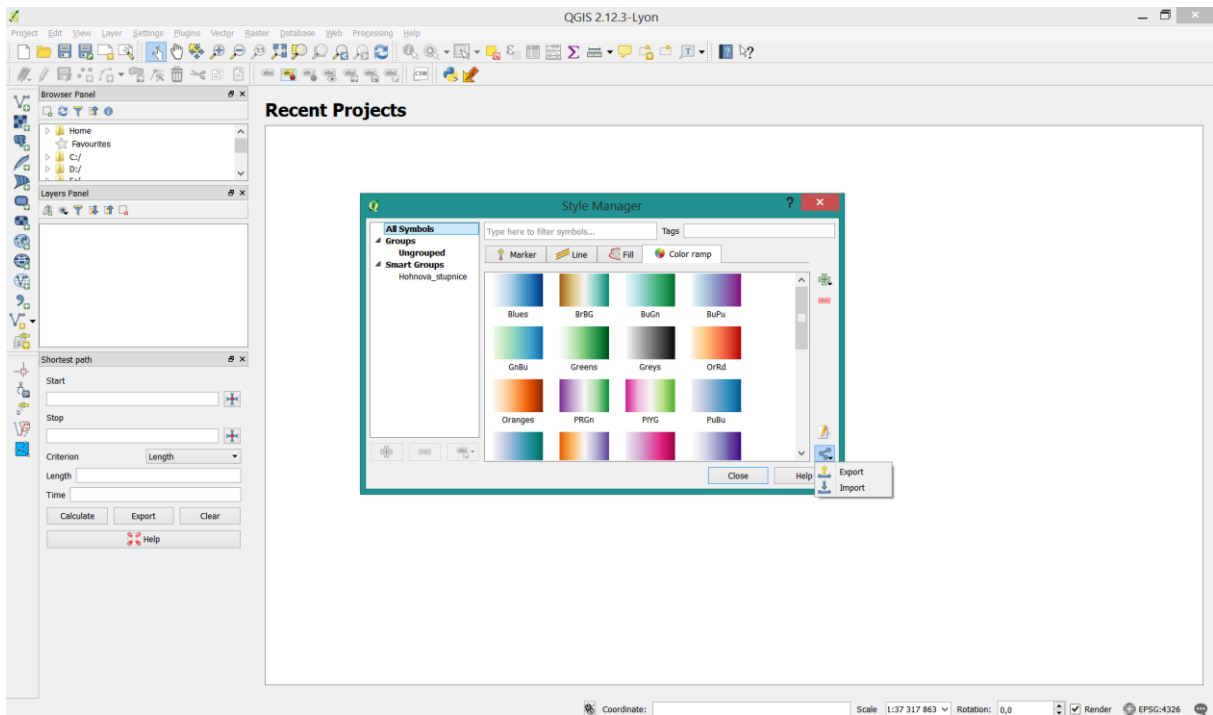 QGIS 2.12.3-Lyon
Project Edit View Layer Settings Plugins Vector Raster Database Web Processing Help
Browser Panel
Home
Favourites
C:/
D:/
Layers Panel
Shortest path
Start
Stop
Criterion Length
Length
Time
Calculate Export Clear
Help
Recent Projects
Style Manager ?
All Symbols
Groups
Ungrouped
Smart Groups
Hohnova_stupnice
Type here to filter symbols... Tags
Marker Line Fill Color ramp
Blues BrBG BuGn BuPu
GnBu Greens Greys OrRd
Oranges PRGn PiYG PuBu
Close Help
Export
Import
Coordinate: Scale 1:37 317 863 Rotation: 0,0 Render EPSG:4326